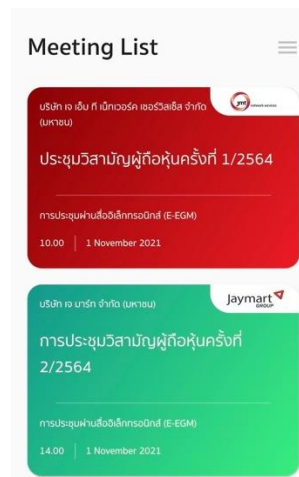 Meeting List
บริษัท เจ เอ็ม ที เน็ทเวอร์ค เซอร์วิสเซ็ส จำกัด
(มหาชน)
jmt network services
ประชุมวิสามัญผู้ถือหุ้นครั้งที่ 1/2564
การประชุมผ่านสื่ออิเล็กทรอนิกส์ (E-EGM)
10.00 | 1 November 2021
บริษัท เจ มาร์ท จำกัด (มหาชน)
Jaymart
GROUP
การประชุมวิสามัญผู้ถือหุ้นครั้งที่
2/2564
การประชุมผ่านสื่ออิเล็กทรอนิกส์ (E-EGM)
14.00 | 1 November 2021